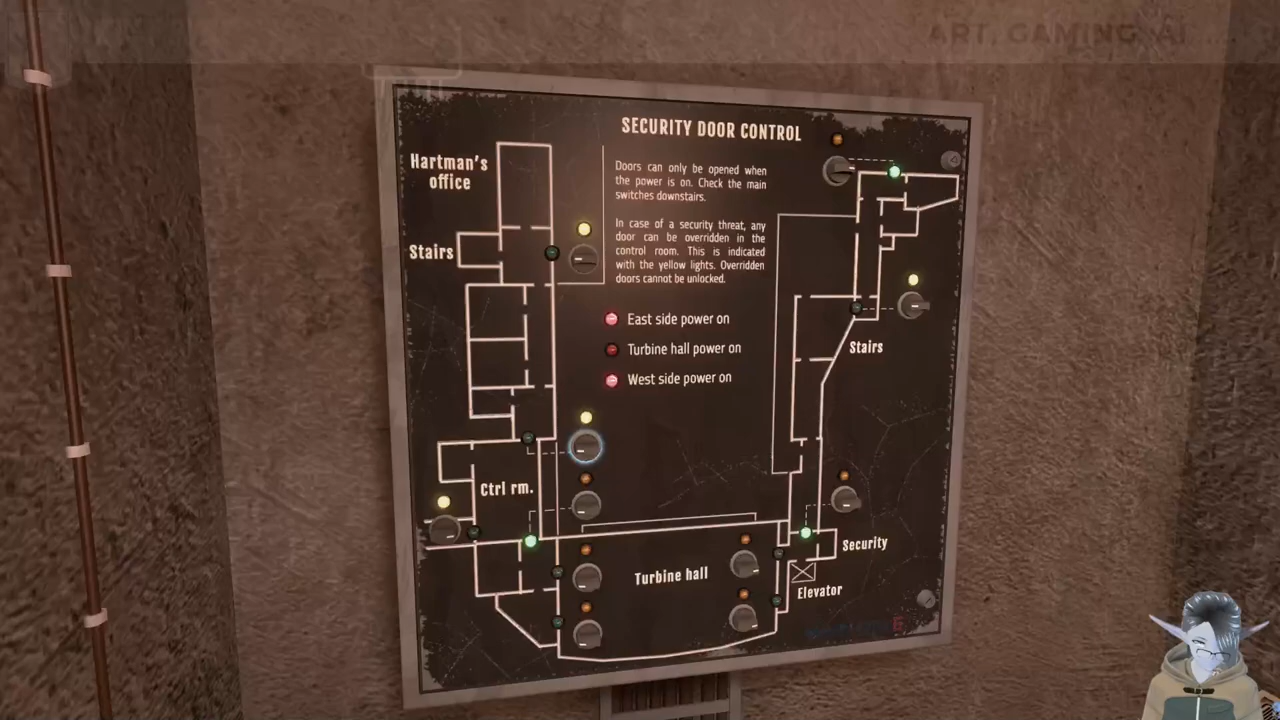 ART, GAMING, AI
SECURITY DOOR CONTROL
Hartman's
office
Doors can only be opened when
the power is on. Check the main
switches downstairs.
In case of a security threat, any
door can be overridden in the
control room. This is indicated
with the yellow lights. Overridden
doors cannot be unlocked.
Stairs
East side power on
Turbine hall power on
West side power on
Stairs
Ctrl rm.
Security
Turbine hall
Elevator